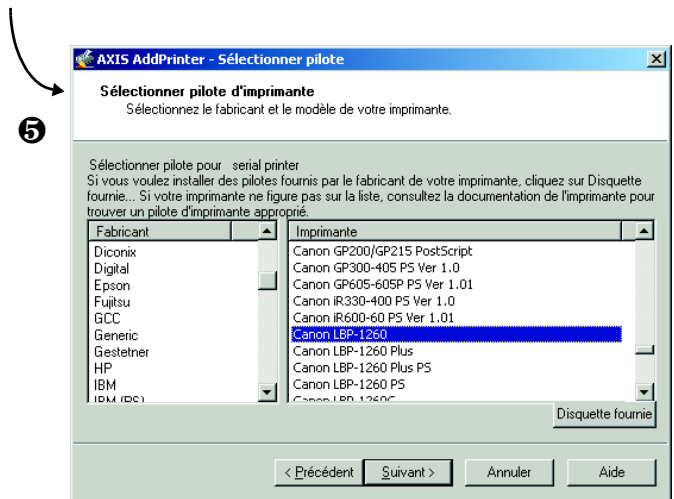 AXIS AddPrinter - Sélectionner pilote
Sélectionner pilote d'imprimante
Sélectionnez le fabricant et le modèle de votre imprimante.
❺
Sélectionner pilote pour serial printer
Si vous voulez installer des pilotes fournis par le fabricant de votre imprimante, cliquez sur Disquette
fournie... Si votre imprimante ne figure pas sur la liste, consultez la documentation de l'imprimante pour
trouver un pilote d'imprimante approprié.
Fabricant
Diconix
Digital
Epson
Fujitsu
GCC
Generic
Gestetner
HP
IBM
IBM (PS)
Imprimante
Canon GP200/GP215 PostScript
Canon GP300-405 PS Ver 1.0
Canon GP605-605P PS Ver 1.01
Canon iR330-400 PS Ver 1.0
Canon iR600-60 PS Ver 1.01
Canon LBP-1260
Canon LBP-1260 Plus
Canon LBP-1260 Plus PS
Canon LBP-1260 PS
Canon LBP-1260C
Disquette fournie
< Précédent
Suivant >
Annuler
Aide